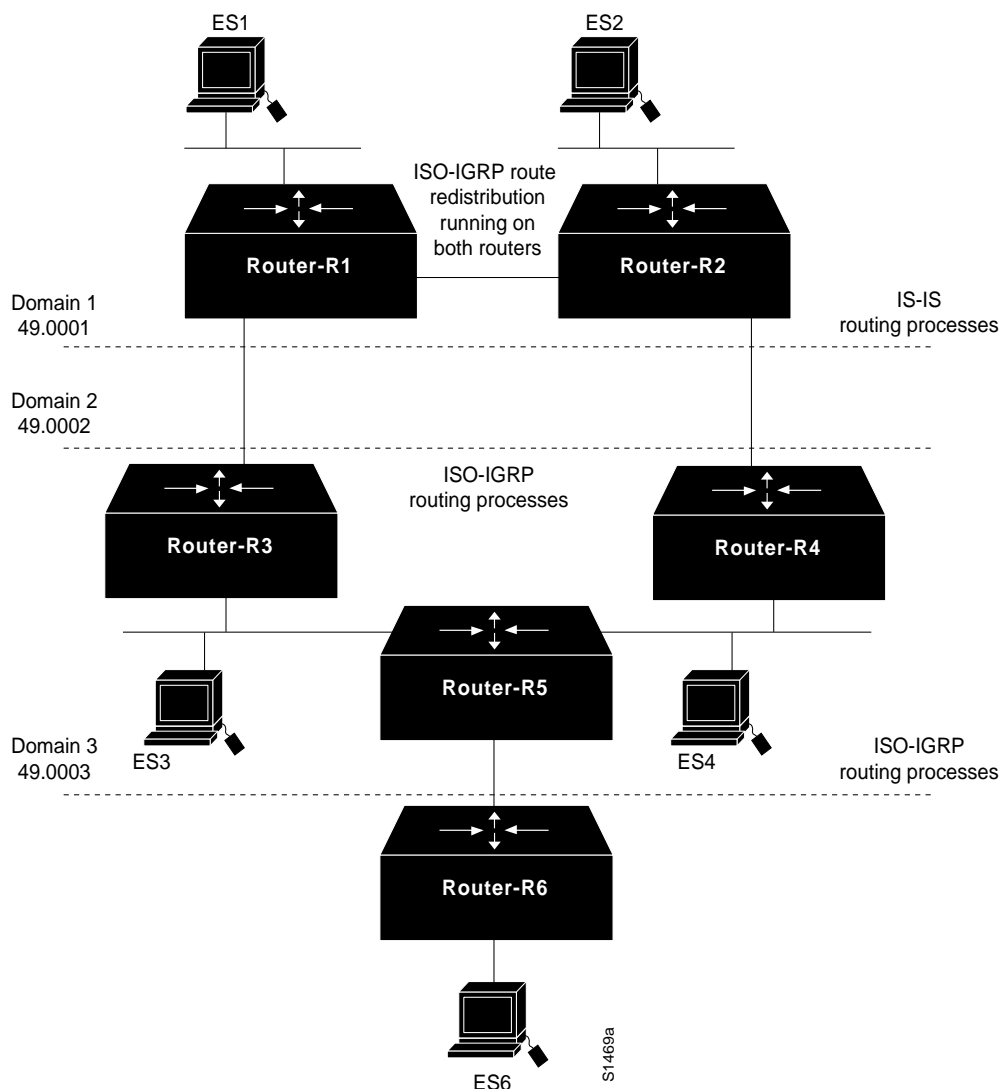 ES1
ES2
ISO-IGRP route
redistribution
running on
both routers
Router-R1
Router-R2
Domain 1
49.0001
IS-IS
routing processes
Domain 2
49.0002
ISO-IGRP
routing processes
Router-R3
Router-R4
Router-R5
ES3
ES4
Domain 3
49.0003
ISO-IGRP
routing processes
Router-R6
ES6
S1469a